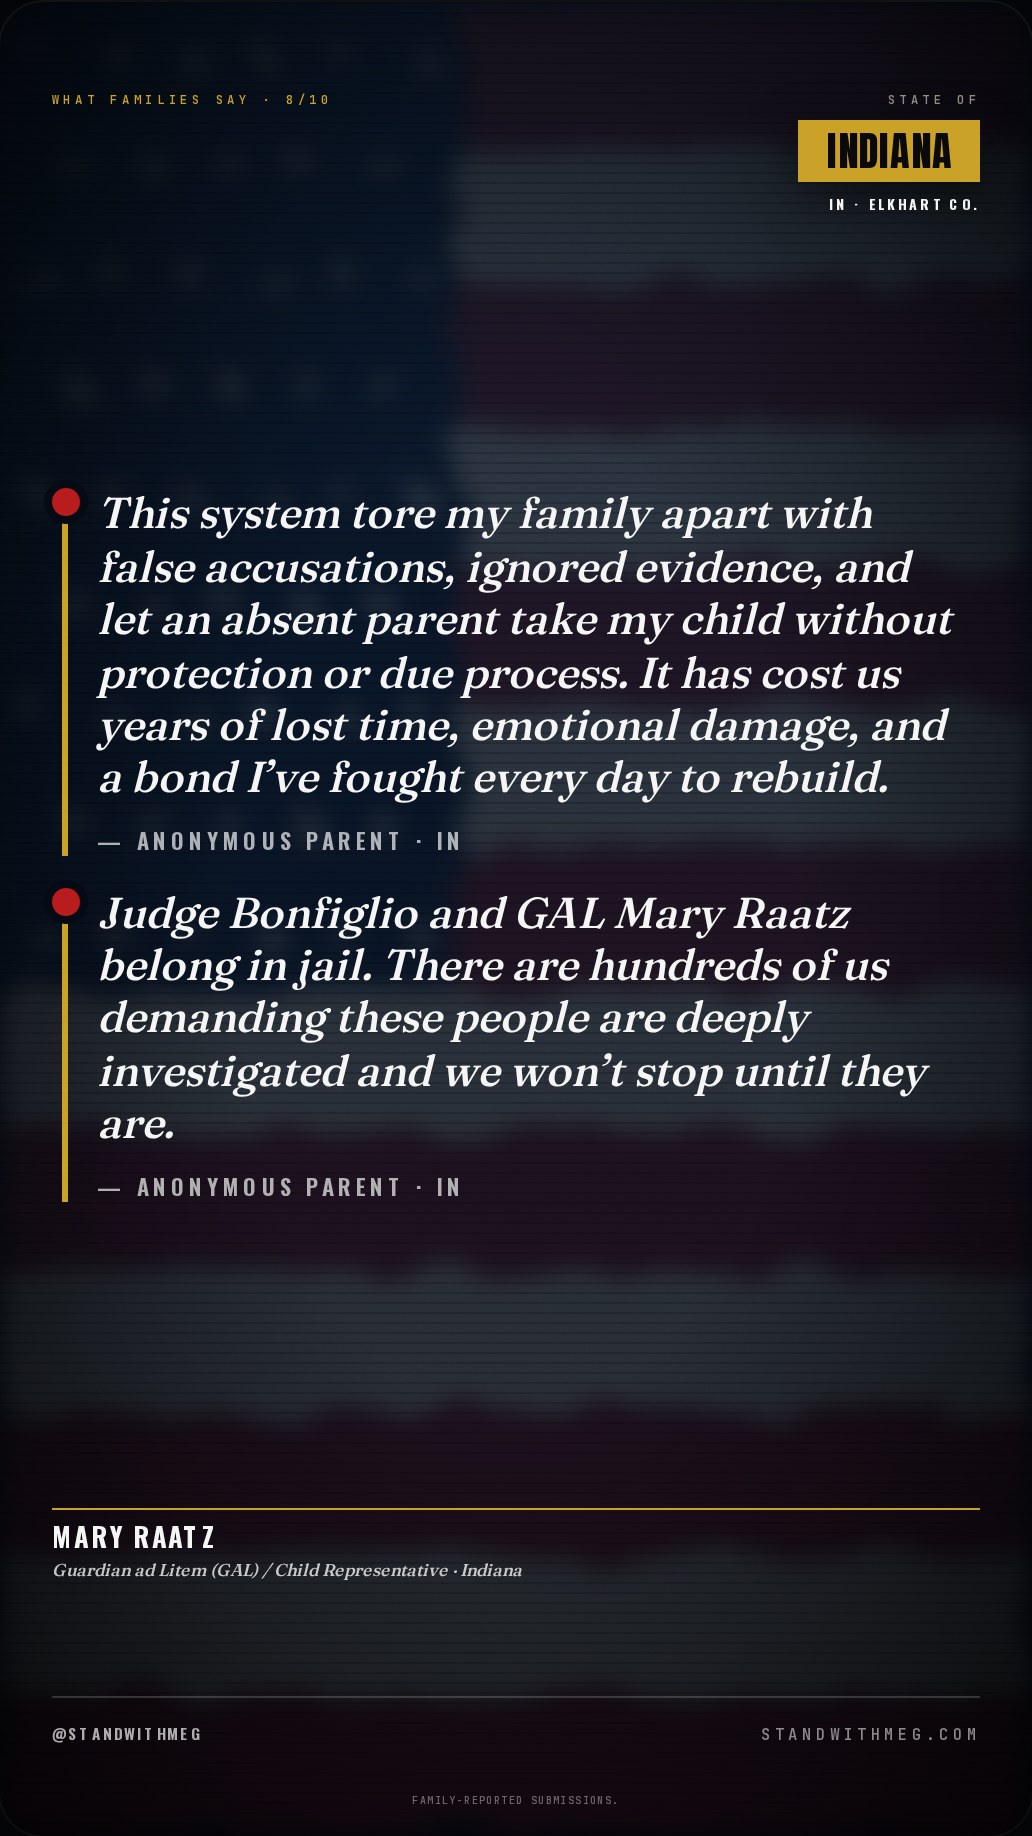 WHAT FAMILIES SAY · 8/10
STATE OF
INDIANA
IN · ELKHART CO.
This system tore my family apart with
false accusations, ignored evidence, and
let an absent parent take my child without
protection or due process. It has cost us
years of lost time, emotional damage, and
a bond I’ve fought every day to rebuild.
— ANONYMOUS PARENT · IN
Judge Bonfiglio and GAL Mary Raatz
belong in jail. There are hundreds of us
demanding these people are deeply
investigated and we won’t stop until they
are.
— ANONYMOUS PARENT · IN
MARY RAATZ
Guardian ad Litem (GAL) / Child Representative · Indiana
@STANDWITHMEG
STANDWITHMEG.COM
FAMILY-REPORTED SUBMISSIONS.